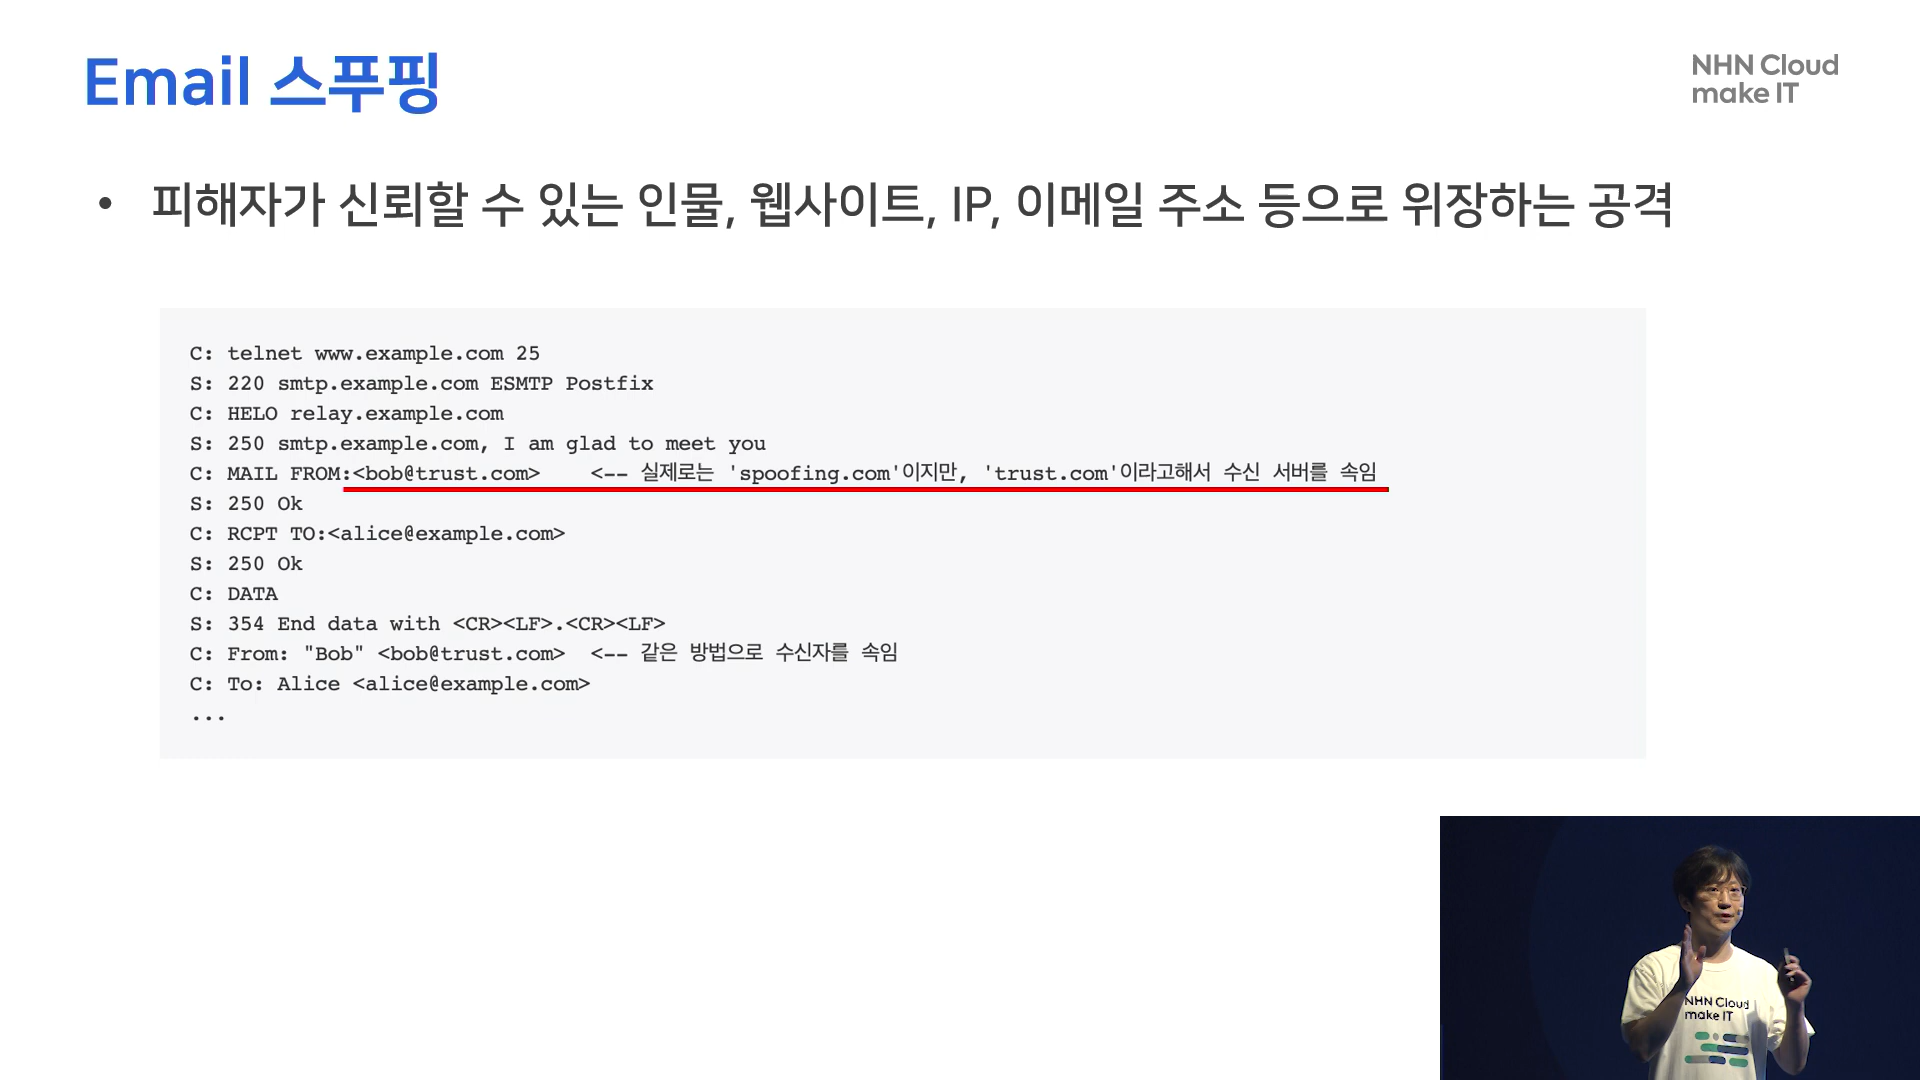 Email 스푸핑
NHN Cloud
make IT
• 피해자가 신뢰할 수 있는 인물, 웹사이트, IP, 이메일 주소 등으로 위장하는 공격
C: telnet www.example.com 25
S: 220 smtp.example.com ESMTP Postfix
C: HELO relay.example.com
S: 250 smtp.example.com, I am glad to meet you
C: MAIL FROM:<bob@trust.com>    <-- 실제로는 'spoofing.com'이지만, 'trust.com'이라고해서 수신 서버를 속임
S: 250 Ok
C: RCPT TO:<alice@example.com>
S: 250 Ok
C: DATA
S: 354 End data with <CR><LF>.<CR><LF>
C: From: "Bob" <bob@trust.com>  <-- 같은 방법으로 수신자를 속임
C: To: Alice <alice@example.com>
...
NHN Cloud
make IT